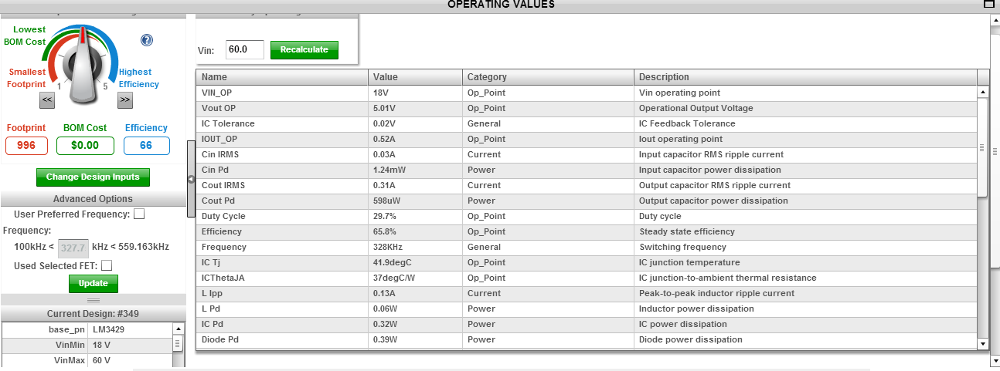 OPERATING VALUES
Lowest
BOM Cost
Smallest
Footprint
Highest
Efficiency
1
5
<<
>>
Footprint BOM Cost Efficiency
996 $0.00 66
Change Design Inputs
Advanced Options
User Preferred Frequency:
Frequency:
100kHz < 327.7 kHz < 559.163kHz
Used Selected FET:
Update
Current Design: #349
base_pn LM3429
VinMin 18 V
VinMax 60 V
Vin: 60.0 Recalculate
Name Value Category Description
VIN_OP 18V Op_Point Vin operating point
Vout OP 5.01V Op_Point Operational Output Voltage
IC Tolerance 0.02V General IC Feedback Tolerance
IOUT_OP 0.52A Op_Point Iout operating point
Cin IRMS 0.03A Current Input capacitor RMS ripple current
Cin Pd 1.24mW Power Input capacitor power dissipation
Cout IRMS 0.31A Current Output capacitor RMS ripple current
Cout Pd 598uW Power Output capacitor power dissipation
Duty Cycle 29.7% Op_Point Duty cycle
Efficiency 65.8% Op_Point Steady state efficiency
Frequency 328KHz General Switching frequency
IC Tj 41.9degC Op_Point IC junction temperature
ICThetaJA 37degC/W Op_Point IC junction-to-ambient thermal resistance
L Ipp 0.13A Current Peak-to-peak inductor ripple current
L Pd 0.06W Power Inductor power dissipation
IC Pd 0.32W Power IC power dissipation
Diode Pd 0.39W Power Diode power dissipation